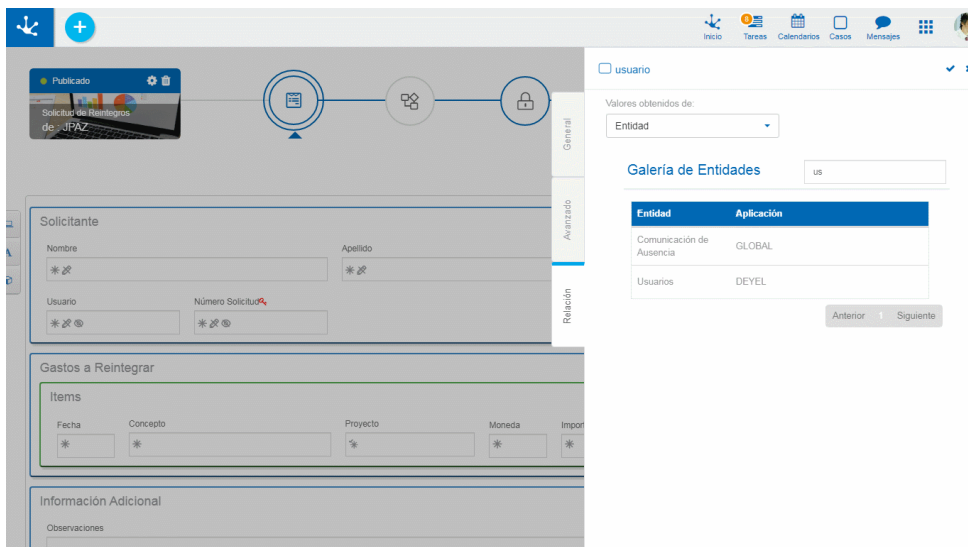 Inicio
Tareas
Calendarios
Casos
Mensajes
Publicado
Solicitud de Reintegros
de : JPAZ
Solicitante
Nombre
Apellido
Usuario
Número Solicitud
Gastos a Reintegrar
Items
Fecha
Concepto
Proyecto
Moneda
Import
Información Adicional
Observaciones
General
Avanzado
Relación
usuario
Valores obtenidos de:
Entidad
Galería de Entidades
us
Entidad Aplicación
Comunicación de
Ausencia
GLOBAL
Usuarios DEYEL
Anterior 1 Siguiente